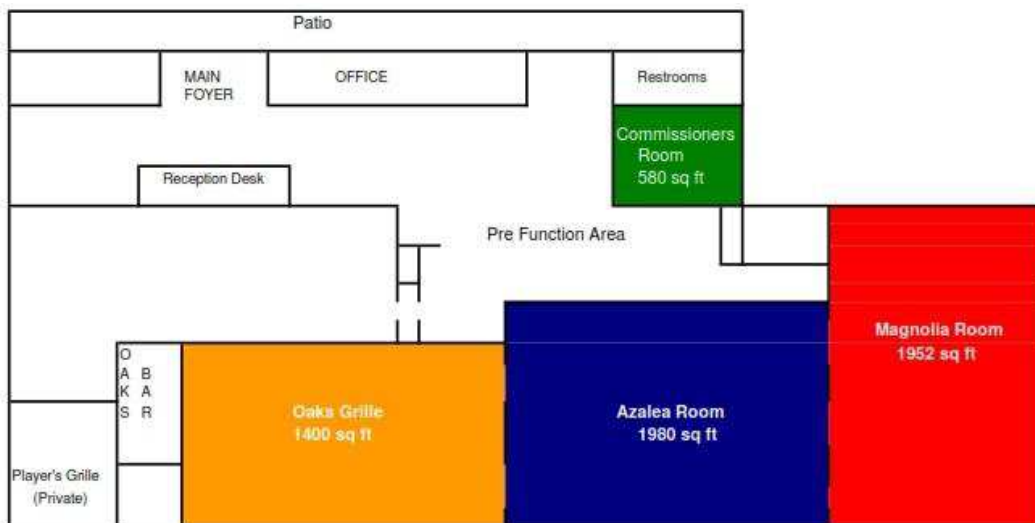 Patio
MAIN
FOYER
OFFICE
Restrooms
Commissioners
Room
580 sq ft
Reception Desk
Pre Function Area
Magnolia Room
1952 sq ft
O
A B
K A
S R
Oaks Grille
1400 sq ft
Azalea Room
1980 sq ft
Player's Grille
(Private)